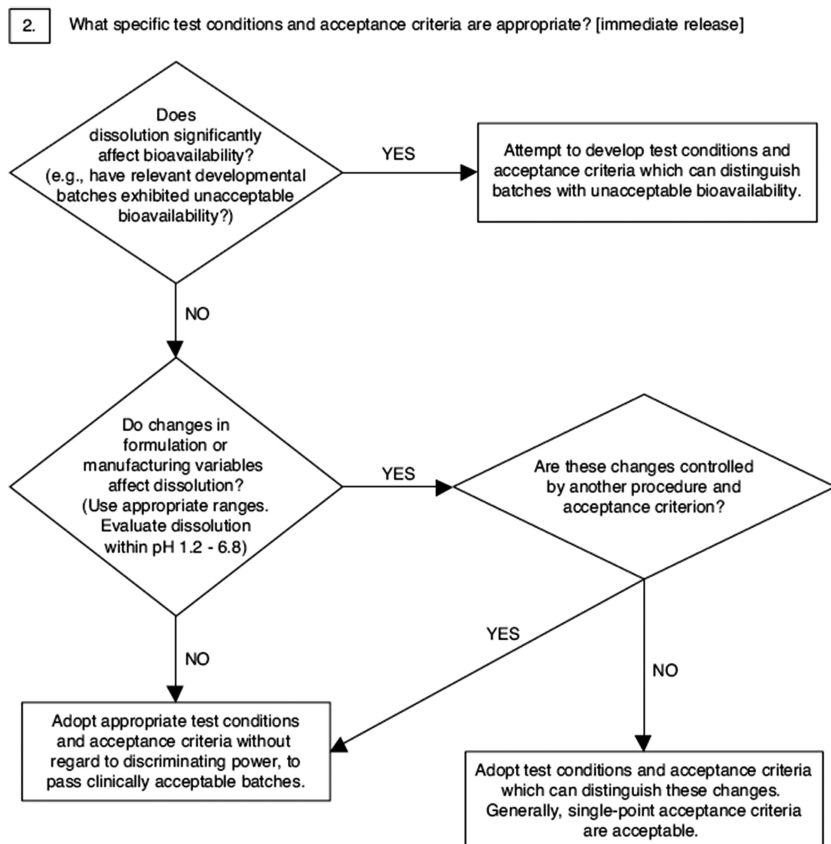 2.
What specific test conditions and acceptance criteria are appropriate? [immediate release]
Does
dissolution significantly
affect bioavailability?
(e.g., have relevant developmental
batches exhibited unacceptable
bioavailability?)
YES
Attempt to develop test conditions and
acceptance criteria which can distinguish
batches with unacceptable bioavailability.
NO
Do changes in
formulation or
manufacturing variables
affect dissolution?
(Use appropriate ranges.
Evaluate dissolution
within pH 1.2 - 6.8)
YES
Are these changes controlled
by another procedure and
acceptance criterion?
NO
YES
NO
Adopt appropriate test conditions
and acceptance criteria without
regard to discriminating power, to
pass clinically acceptable batches.
Adopt test conditions and acceptance criteria
which can distinguish these changes.
Generally, single-point acceptance criteria
are acceptable.